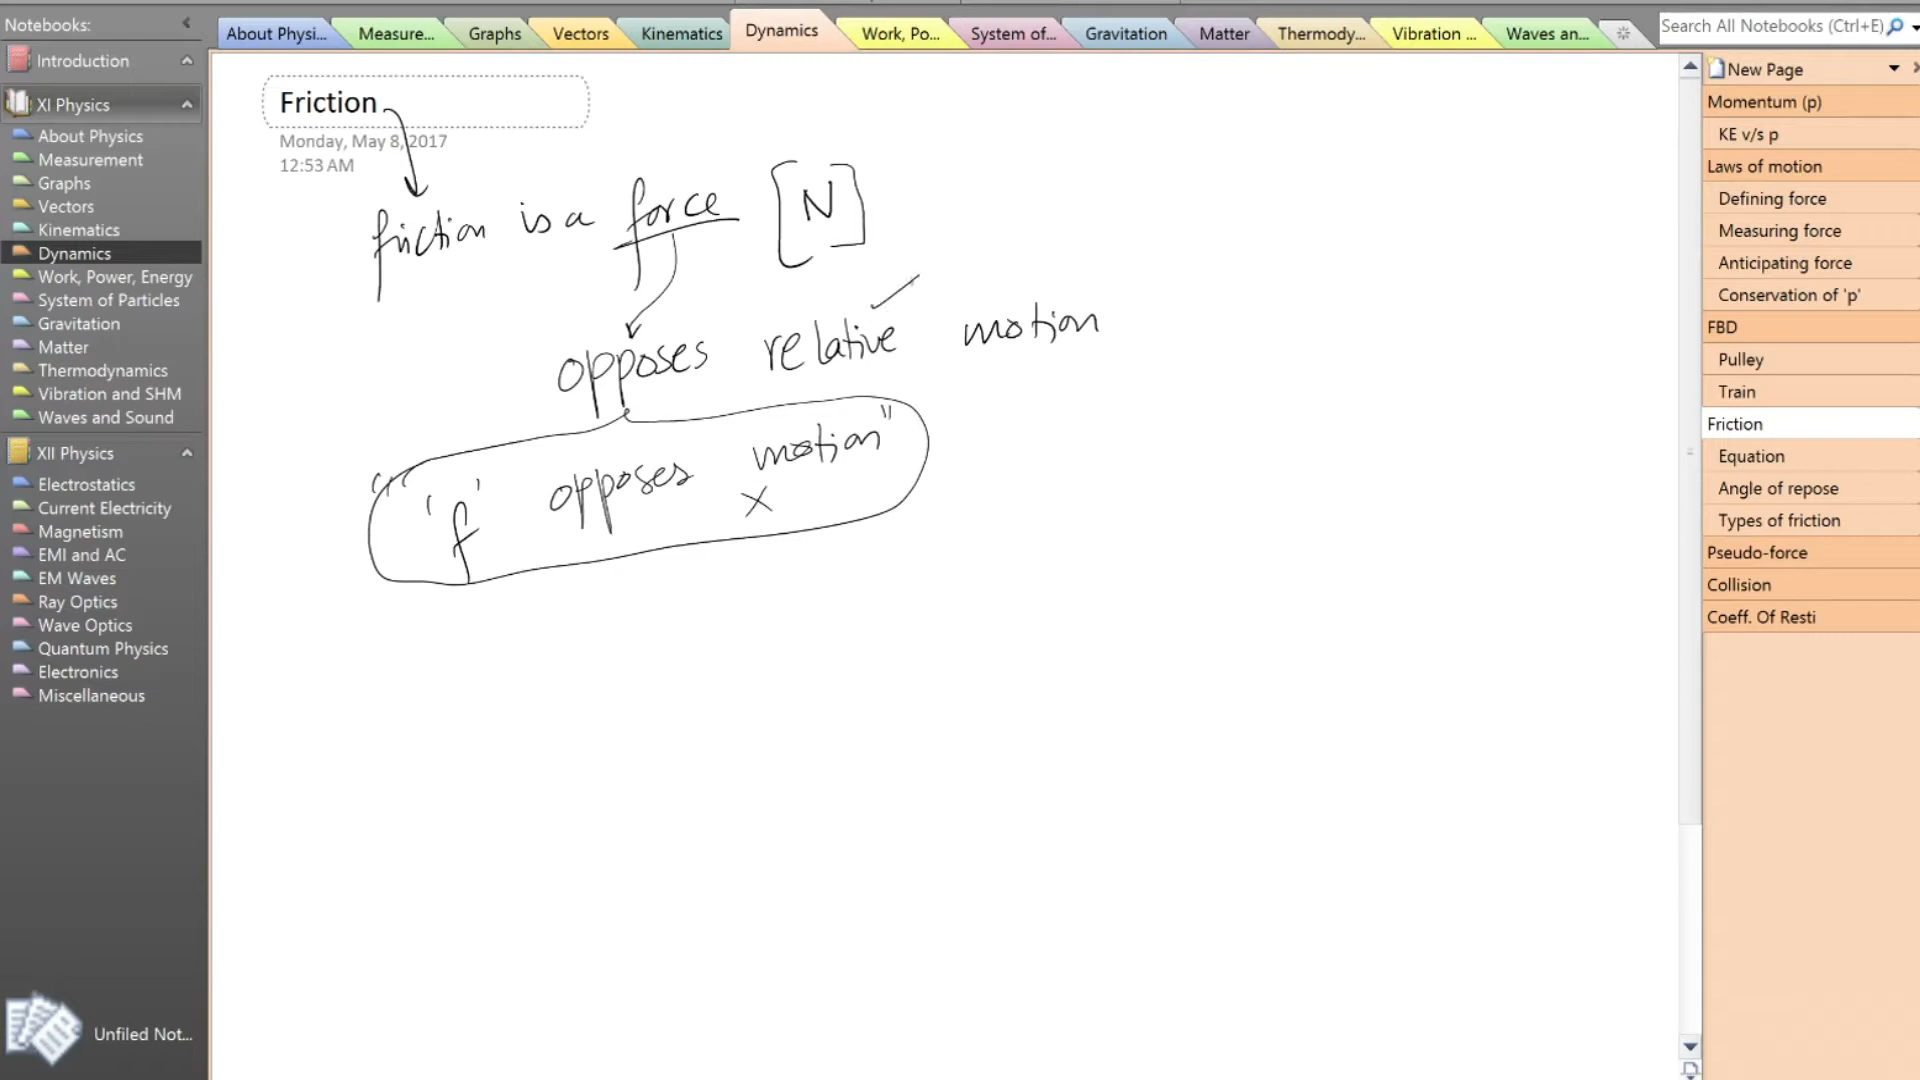 Notebooks:
Introduction
XI Physics
About Physics
Measurement
Graphs
Vectors
Kinematics
Dynamics
Work, Power, Energy
System of Particles
Gravitation
Matter
Thermodynamics
Vibration and SHM
Waves and Sound
XII Physics
Electrostatics
Current Electricity
Magnetism
EMI and AC
EM Waves
Ray Optics
Wave Optics
Quantum Physics
Electronics
Miscellaneous
Unfiled Not...
About Physi... Measure... Graphs Vectors Kinematics Dynamics Work, Po... System of... Gravitation Matter Thermody... Vibration ... Waves an...
Search All Notebooks (Ctrl+E)
Friction
Monday, May 8, 2017
12:53 AM
friction is a force [N]
opposes relative motion
"'f' opposes motion"
X
New Page
Momentum (p)
KE v/s p
Laws of motion
Defining force
Measuring force
Anticipating force
Conservation of 'p'
FBD
Pulley
Train
Friction
Equation
Angle of repose
Types of friction
Pseudo-force
Collision
Coeff. Of Resti